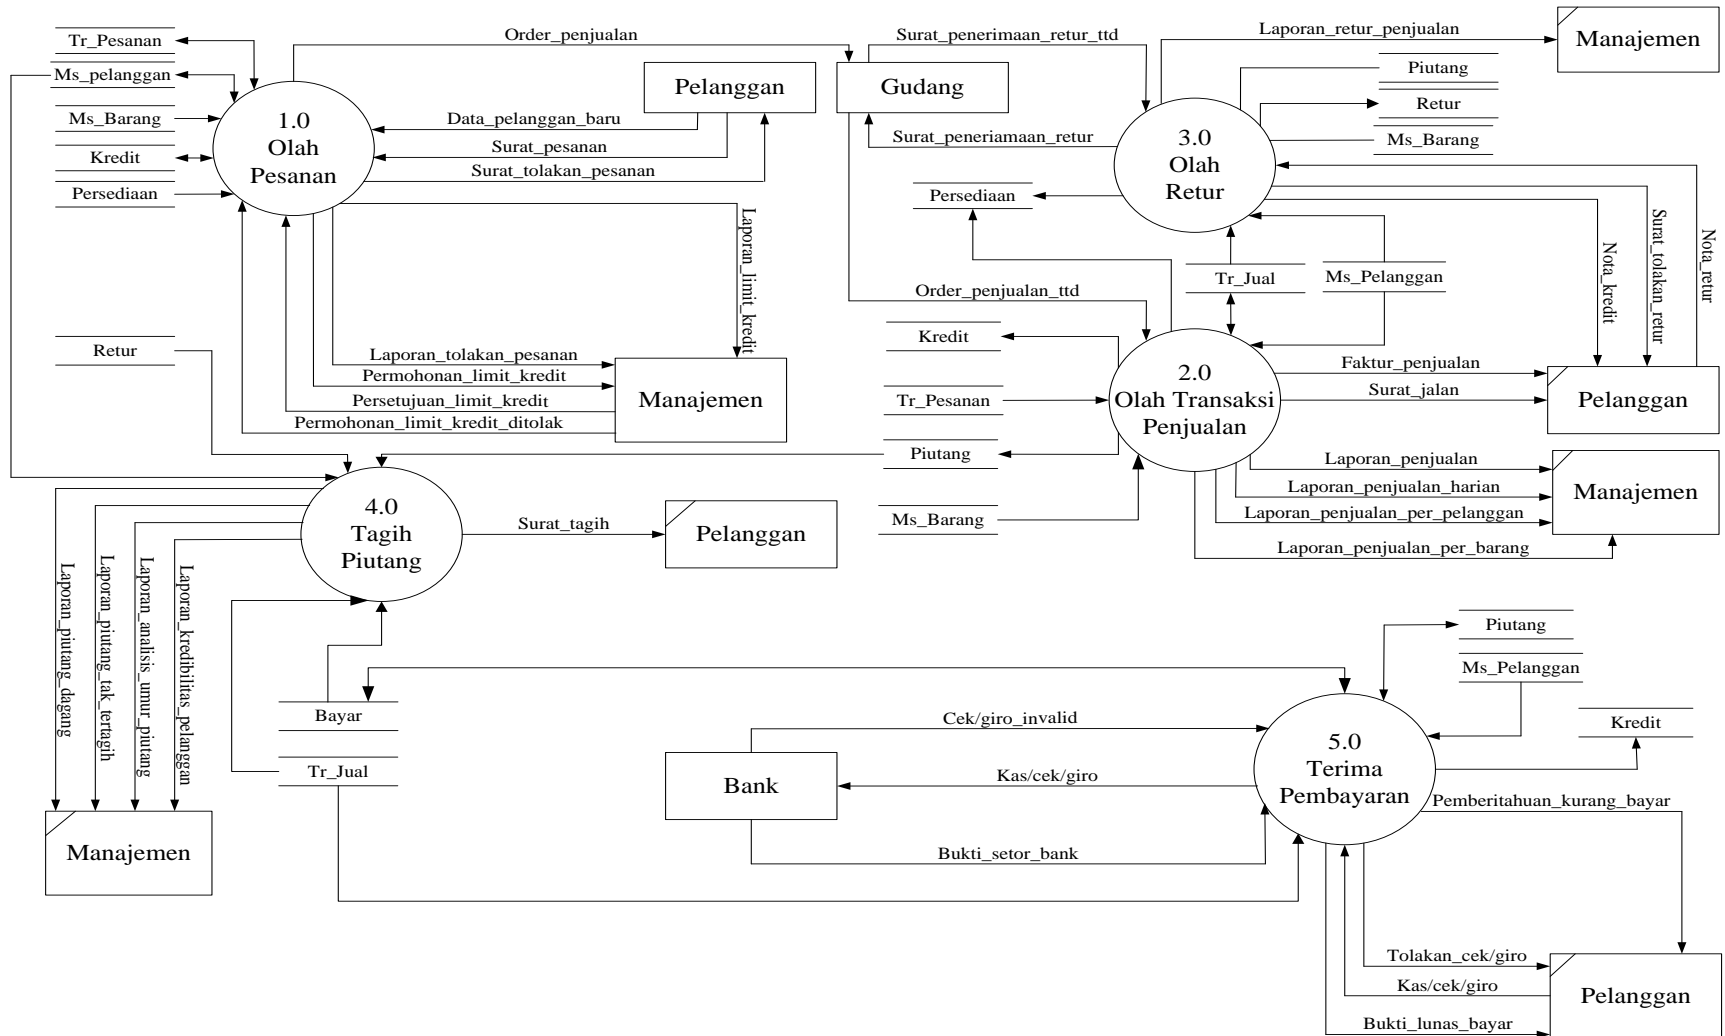 Tr_Pesanan
Ms_pelanggan
Ms_Barang
Kredit
Persediaan
1.0
Olah
Pesanan
Order_penjualan
Pelanggan
Data_pelanggan_baru
Surat_pesanan
Surat_tolakan_pesanan
Gudang
Surat_penerimaan_retur_ttd
Surat_peneriamaan_retur
3.0
Olah
Retur
Laporan_retur_penjualan
Manajemen
Piutang
Retur
Ms_Barang
Persediaan
Tr_Jual
Ms_Pelanggan
Nota_kredit
Surat_tolakan_retur
Nota_retur
Laporan_limit_kredit
Retur
Laporan_tolakan_pesanan
Permohonan_limit_kredit
Persetujuan_limit_kredit
Permohonan_limit_kredit_ditolak
Manajemen
Order_penjualan_ttd
Kredit
Tr_Pesanan
Piutang
Ms_Barang
2.0
Olah Transaksi
Penjualan
Faktur_penjualan
Surat_jalan
Pelanggan
Laporan_penjualan
Laporan_penjualan_harian
Laporan_penjualan_per_pelanggan
Laporan_penjualan_per_barang
Manajemen
4.0
Tagih
Piutang
Surat_tagih
Pelanggan
Laporan_piutang_dagang
Laporan_piutang_tak_tertagih
Laporan_analisis_umur_piutang
Laporan_kredibilitas_pelanggan
Manajemen
Bayar
Tr_Jual
Bank
Cek/giro_invalid
Kas/cek/giro
Bukti_setor_bank
5.0
Terima
Pembayaran
Piutang
Ms_Pelanggan
Kredit
Pemberitahuan_kurang_bayar
Tolakan_cek/giro
Kas/cek/giro
Bukti_lunas_bayar
Pelanggan